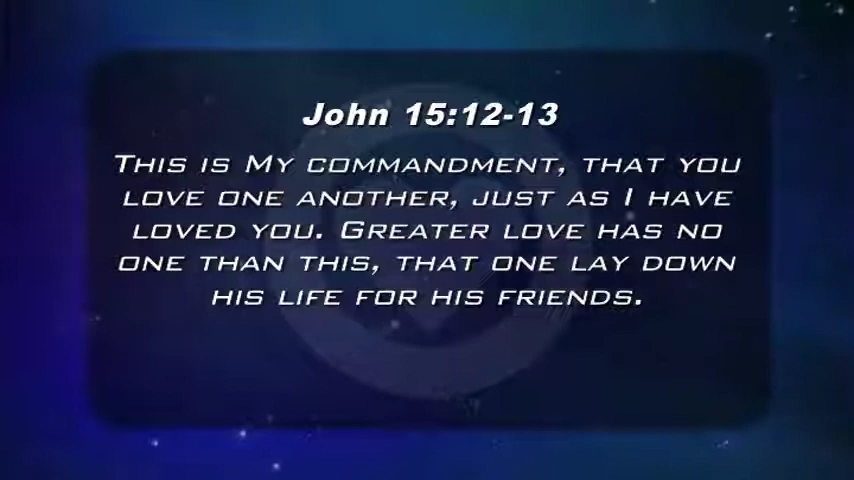 John 15:12-13
THIS IS MY COMMANDMENT, THAT YOU
LOVE ONE ANOTHER, JUST AS I HAVE
LOVED YOU. GREATER LOVE HAS NO
ONE THAN THIS, THAT ONE LAY DOWN
HIS LIFE FOR HIS FRIENDS.